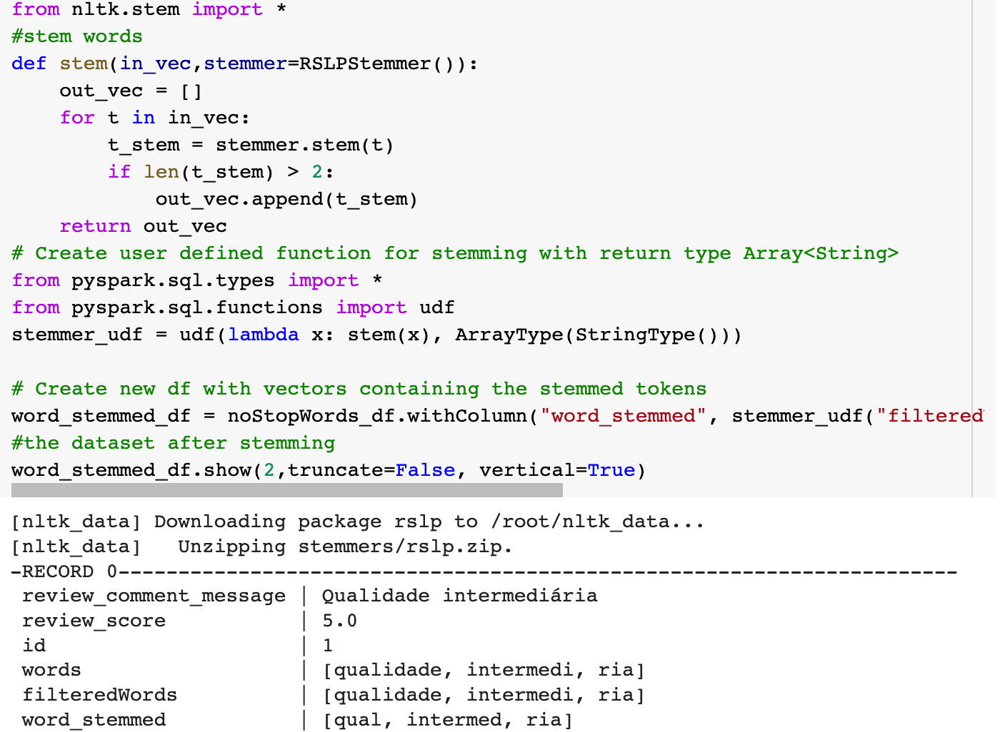 from nltk.stem import *
#stem words
def stem(in_vec,stemmer=RSLPStemmer()):
    out_vec = []
    for t in in_vec:
        t_stem = stemmer.stem(t)
        if len(t_stem) > 2:
            out_vec.append(t_stem)
    return out_vec
# Create user defined function for stemming with return type Array<String>
from pyspark.sql.types import *
from pyspark.sql.functions import udf
stemmer_udf = udf(lambda x: stem(x), ArrayType(StringType()))

# Create new df with vectors containing the stemmed tokens
word_stemmed_df = noStopWords_df.withColumn("word_stemmed", stemmer_udf("filtered
#the dataset after stemming
word_stemmed_df.show(2,truncate=False, vertical=True)
[nltk_data] Downloading package rslp to /root/nltk_data...
[nltk_data]   Unzipping stemmers/rslp.zip.
-RECORD 0----------------------------------------------------------------------
 review_comment_message | Qualidade intermediária
 review_score           | 5.0
 id                     | 1
 words                  | [qualidade, intermedi, ria]
 filteredWords          | [qualidade, intermedi, ria]
 word_stemmed           | [qual, intermed, ria]